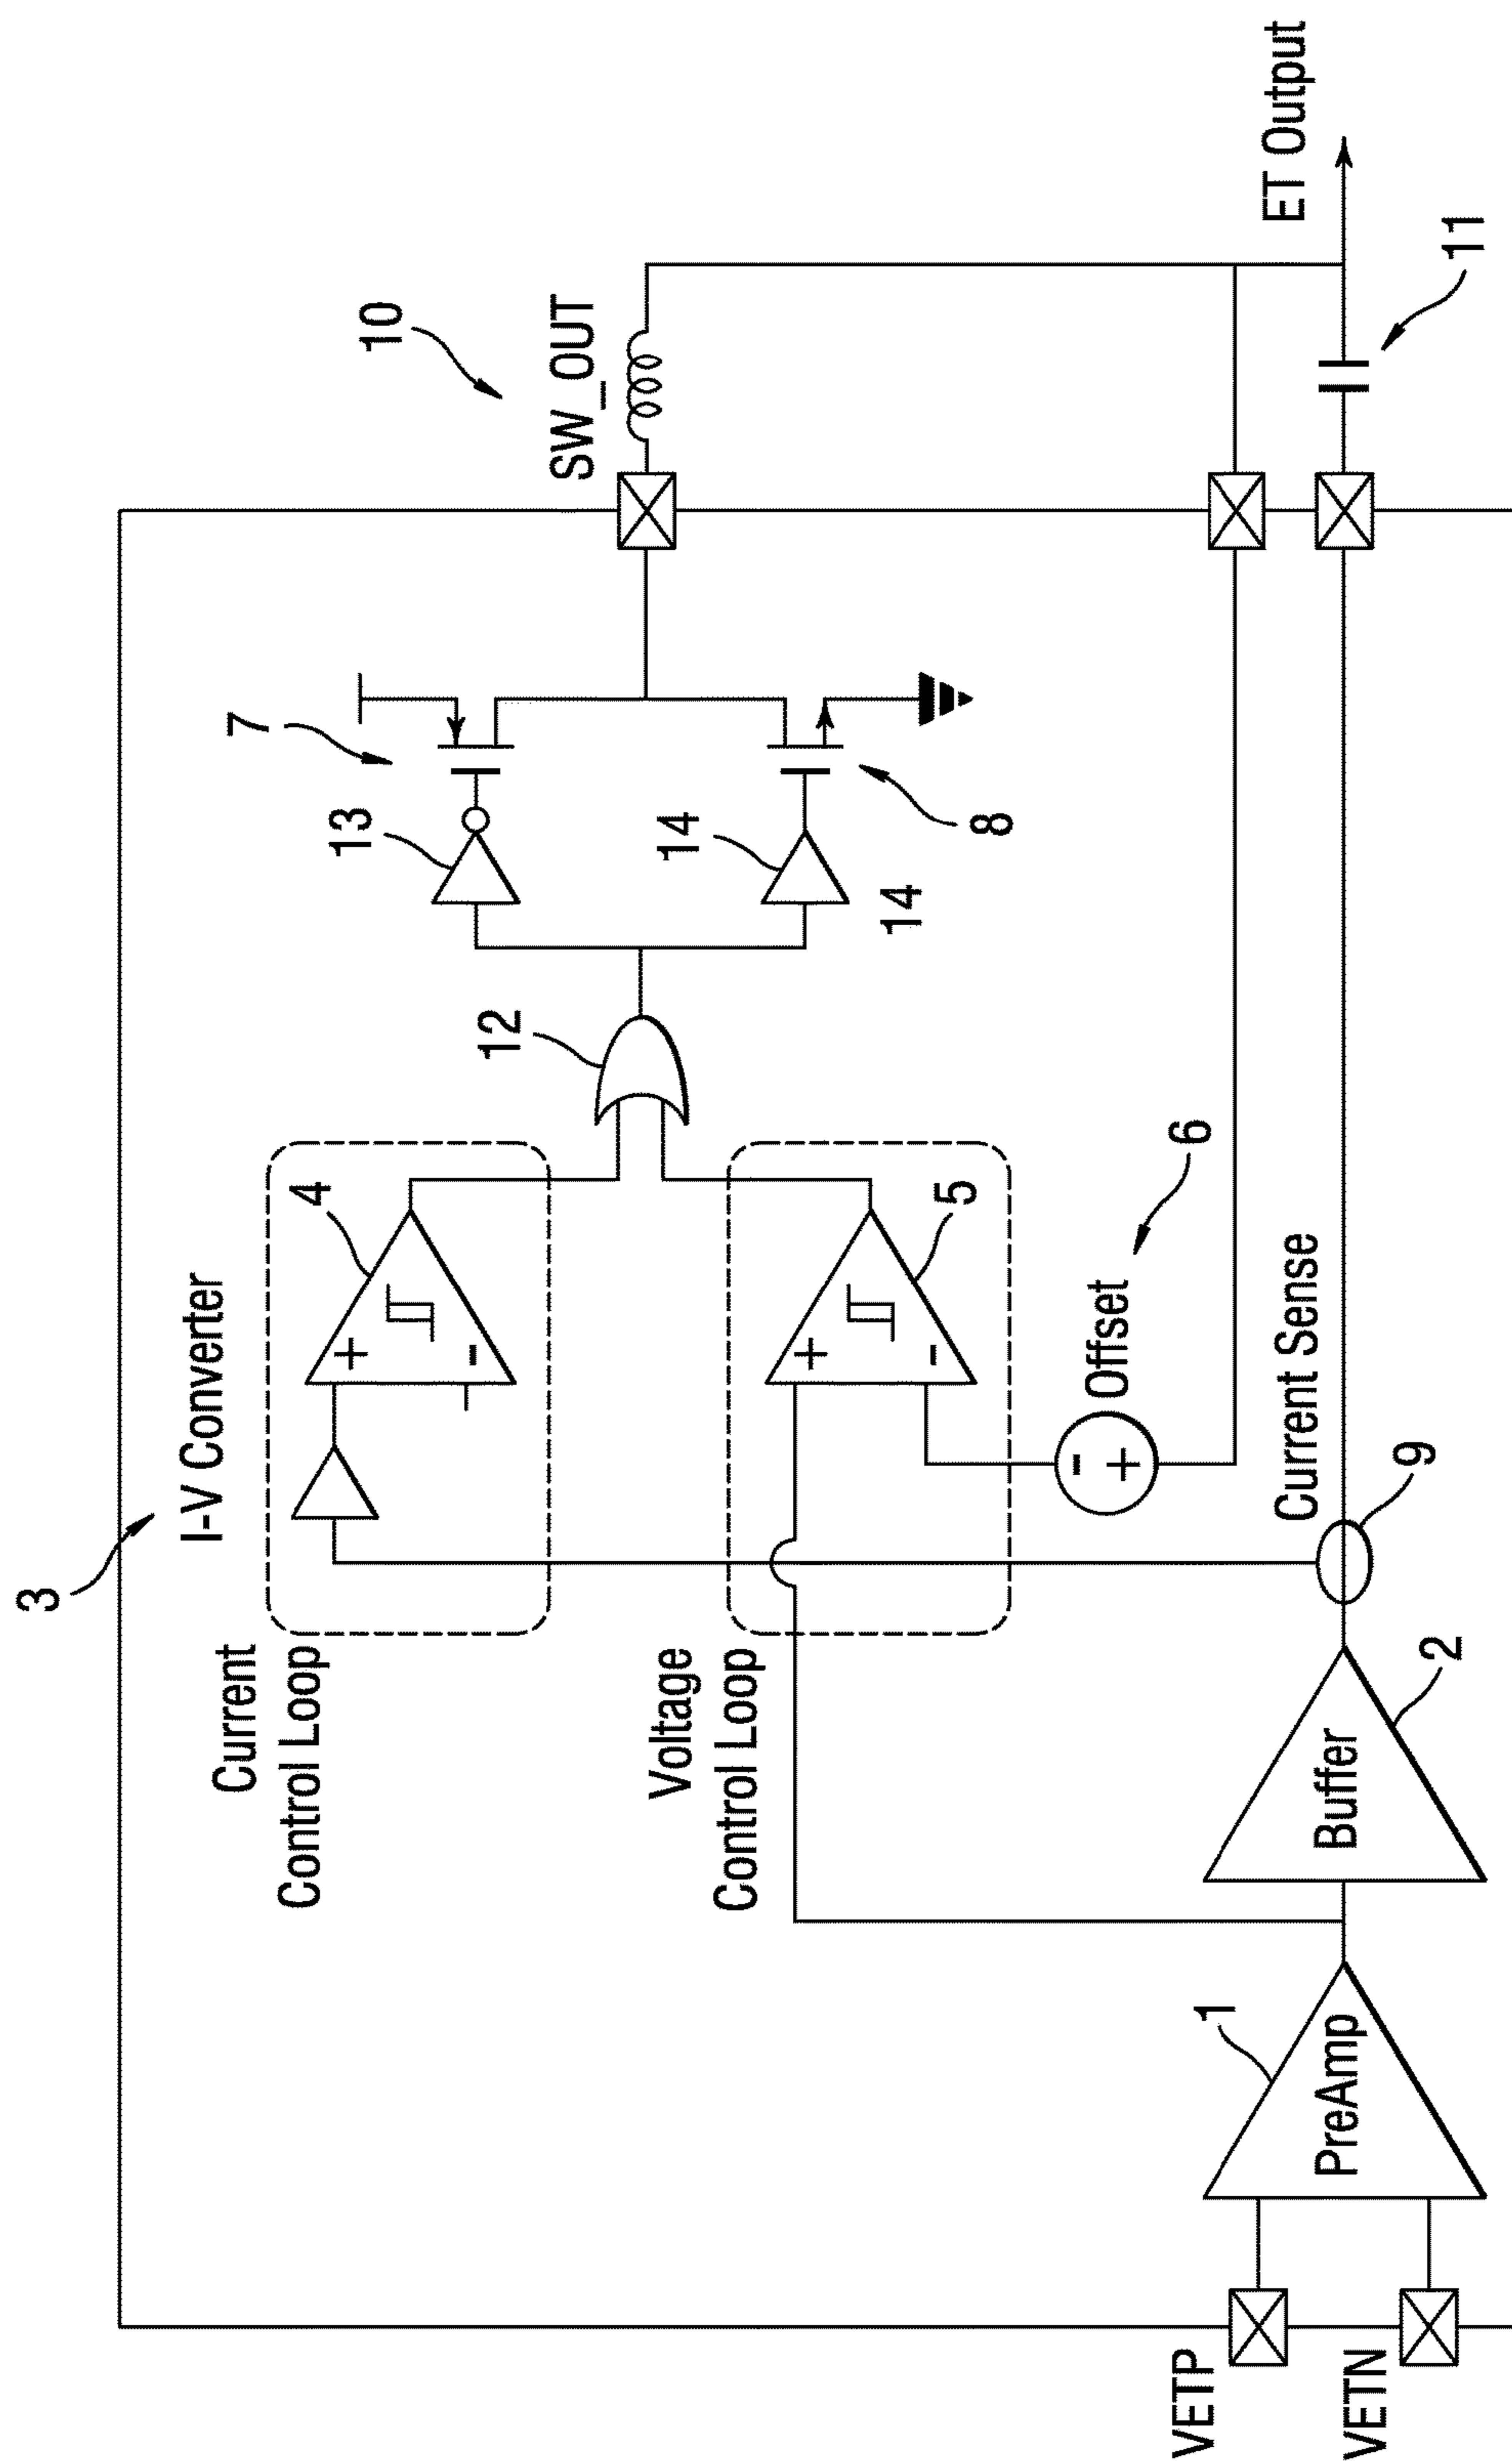 3
I-V Converter
Current
Control Loop
4
+
-
7
13
10
SW_OUT
12
14
14
8
Voltage
Control Loop
5
+
-
Offset
6
-
+
Current Sense
9
ET Output
11
1
PreAmp
Buffer
2
VETP
VETN